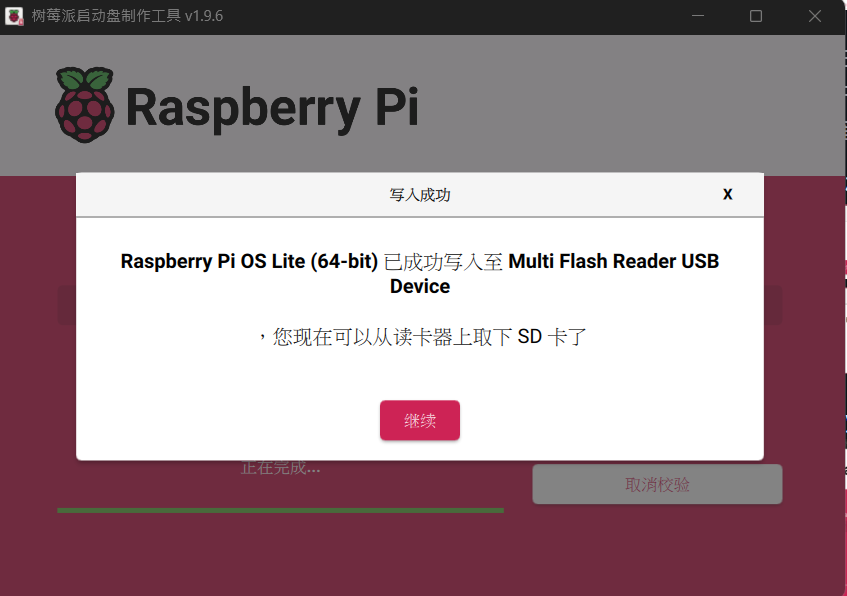 树莓派启动盘制作工具 v1.9.6
Raspberry Pi
写入成功 X
Raspberry Pi OS Lite (64-bit) 已成功写入至 Multi Flash Reader USB
Device
，您现在可以从读卡器上取下 SD 卡了
继续
正在完成...
取消校验